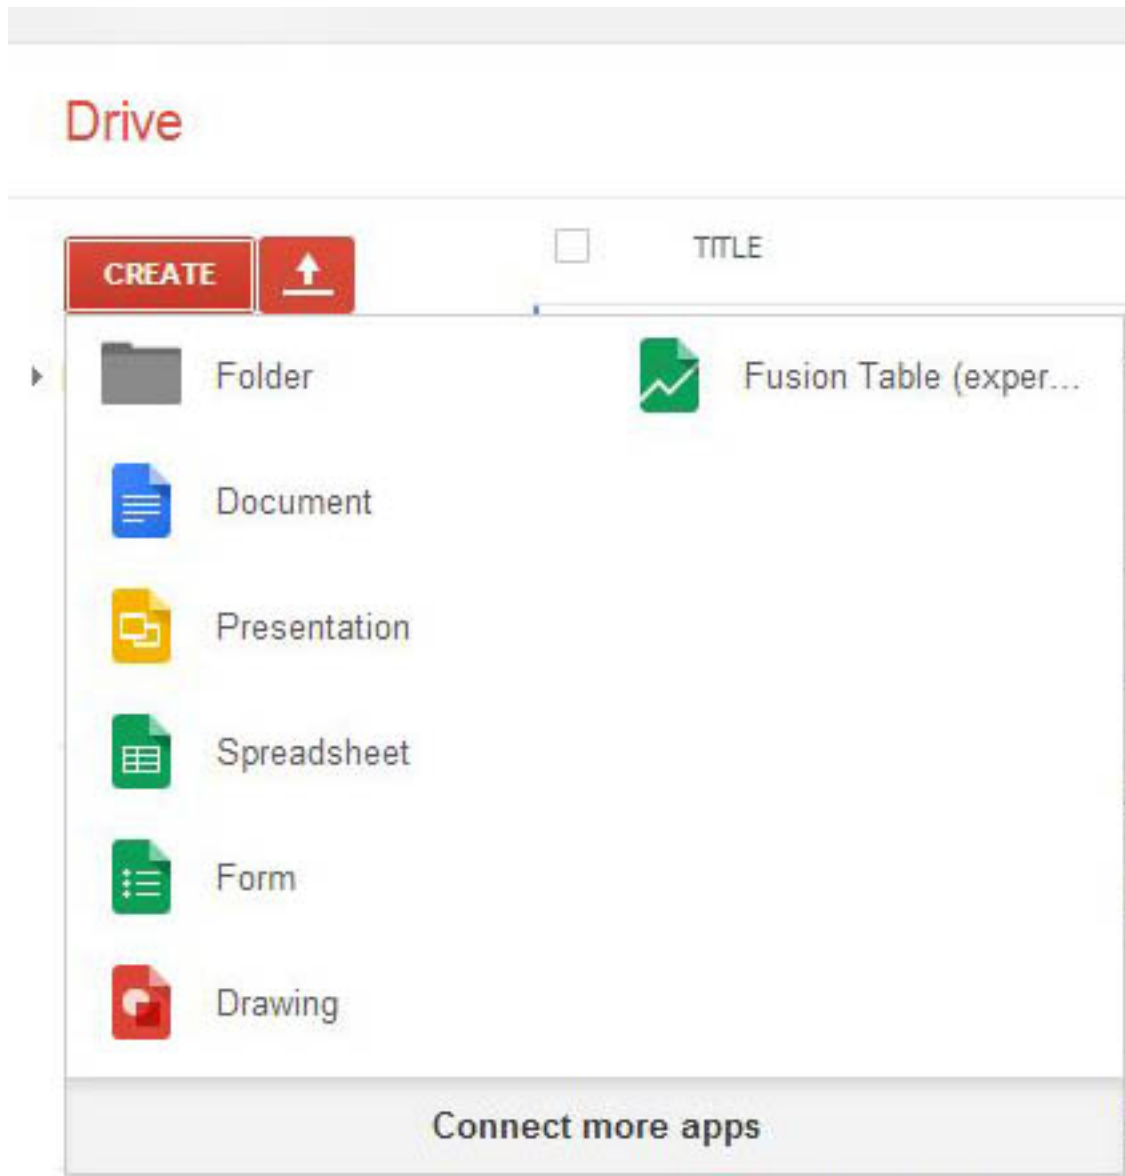 Drive
CREATE
TITLE
Folder
Fusion Table (exper...
Document
Presentation
Spreadsheet
Form
Drawing
Connect more apps